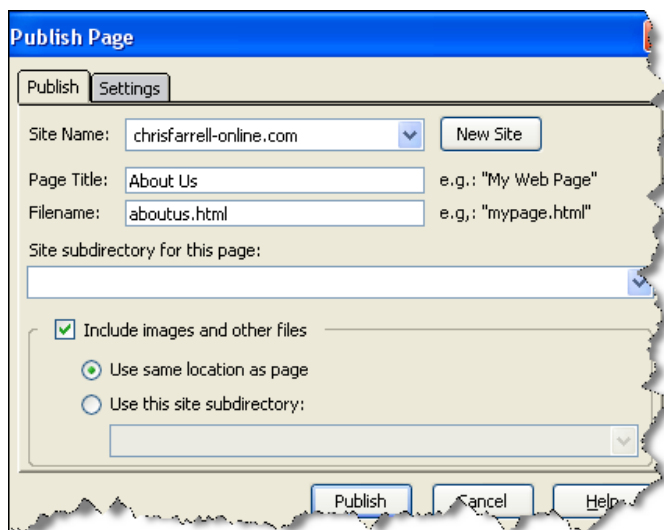 Publish Page
Publish Settings
Site Name: chrisfarrell-online.com New Site
Page Title: About Us e.g.: "My Web Page"
Filename: aboutus.html e.g,: "mypage.html"
Site subdirectory for this page:
Include images and other files
Use same location as page
Use this site subdirectory:
Publish Cancel Help